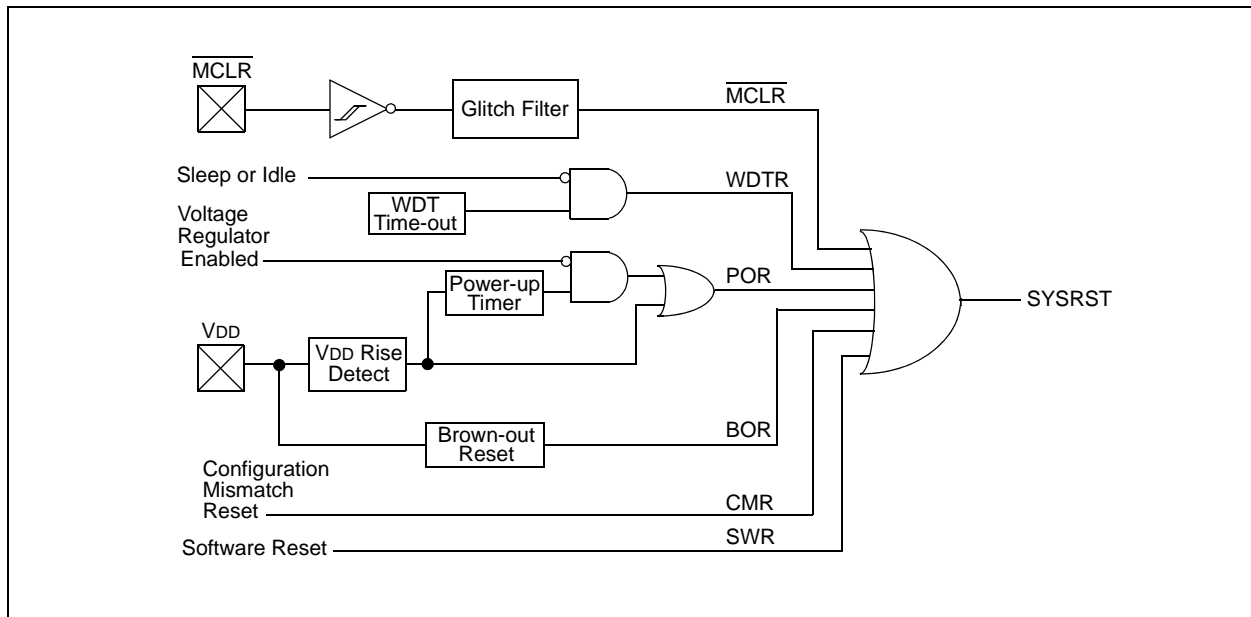 MCLR
Glitch Filter
MCLR
Sleep or Idle
WDT
Time-out
WDTR
Voltage
Regulator
Enabled
Power-up
Timer
POR
SYSRST
VDD
VDD Rise
Detect
Brown-out
Reset
BOR
Configuration
Mismatch
Reset
CMR
Software Reset
SWR